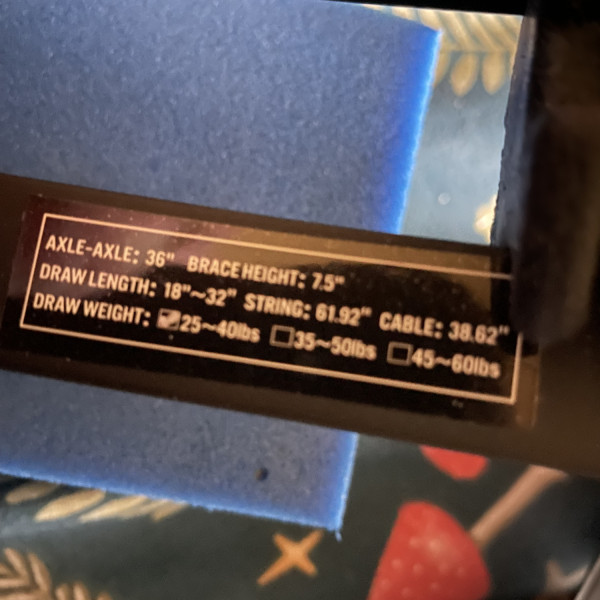 AXLE-AXLE: 36" BRACE HEIGHT: 7.5"
DRAW LENGTH: 18"~32" STRING: 61.92" CABLE: 38.62"
DRAW WEIGHT: ☑25~40lbs ☐35~50lbs ☐45~60lbs